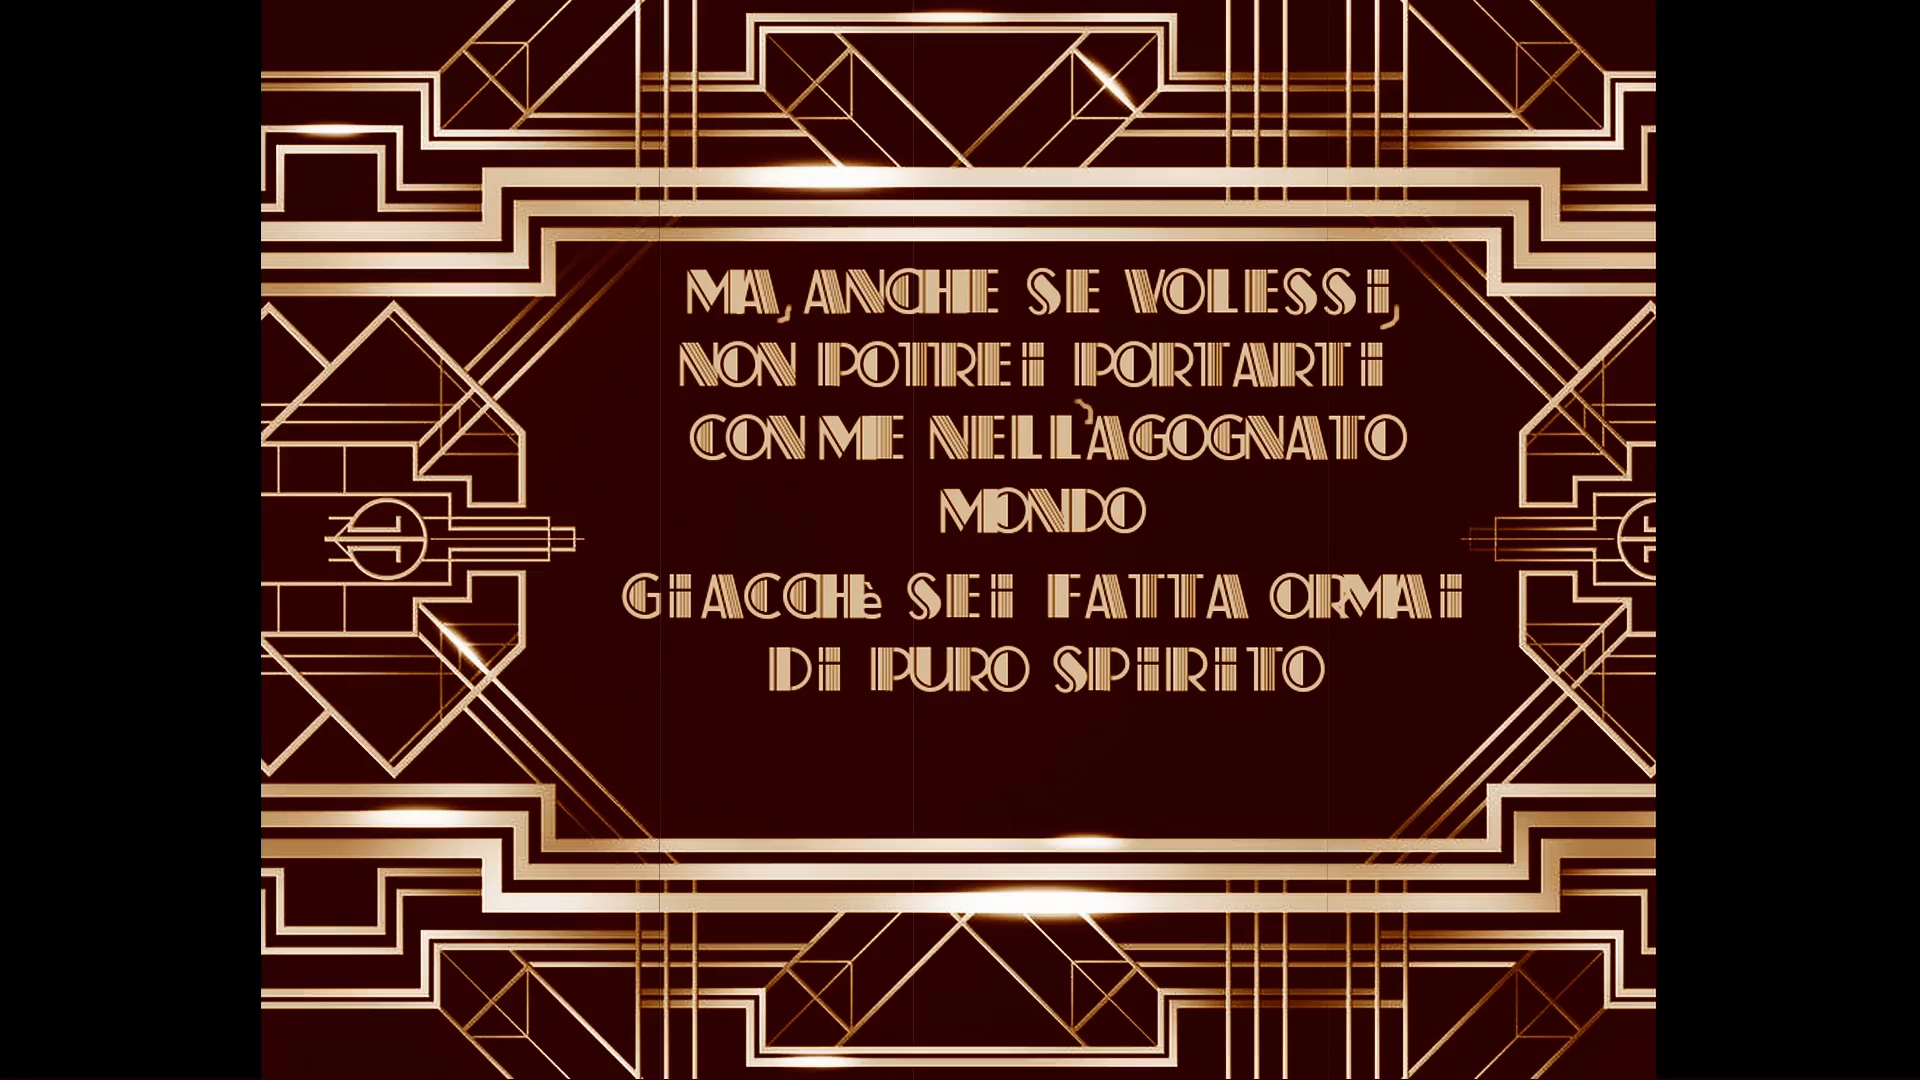 MA, ANCHE SE VOLESSi,
NON POTREi PORTARTi
CON ME NELL'AGOGNATO
MONDO
GiACCHè SEi FATTA ORMAi
Di PURO SPiRiTO